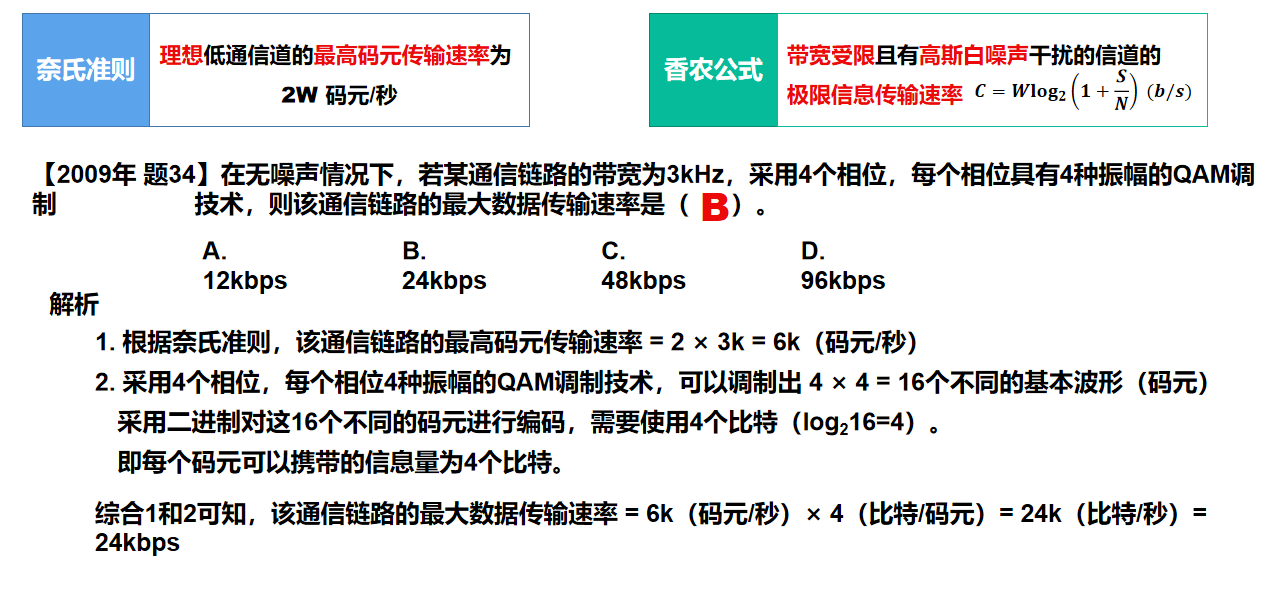 奈氏准则
理想低通信道的最高码元传输速率为
2W 码元/秒
香农公式
带宽受限且有高斯白噪声干扰的信道的
极限信息传输速率 C = Wlog₂(1 + S/N) (b/s)
【2009年 题34】在无噪声情况下，若某通信链路的带宽为3kHz，采用4个相位，每个相位具有4种振幅的QAM调
制 技术，则该通信链路的最大数据传输速率是（ B ）。
A. B. C. D.
12kbps 24kbps 48kbps 96kbps
解析
1. 根据奈氏准则，该通信链路的最高码元传输速率 = 2 × 3k = 6k（码元/秒）
2. 采用4个相位，每个相位4种振幅的QAM调制技术，可以调制出 4 × 4 = 16个不同的基本波形（码元）
采用二进制对这16个不同的码元进行编码，需要使用4个比特（log₂16=4）。
即每个码元可以携带的信息量为4个比特。
综合1和2可知，该通信链路的最大数据传输速率 = 6k（码元/秒）× 4（比特/码元）= 24k（比特/秒）=
24kbps